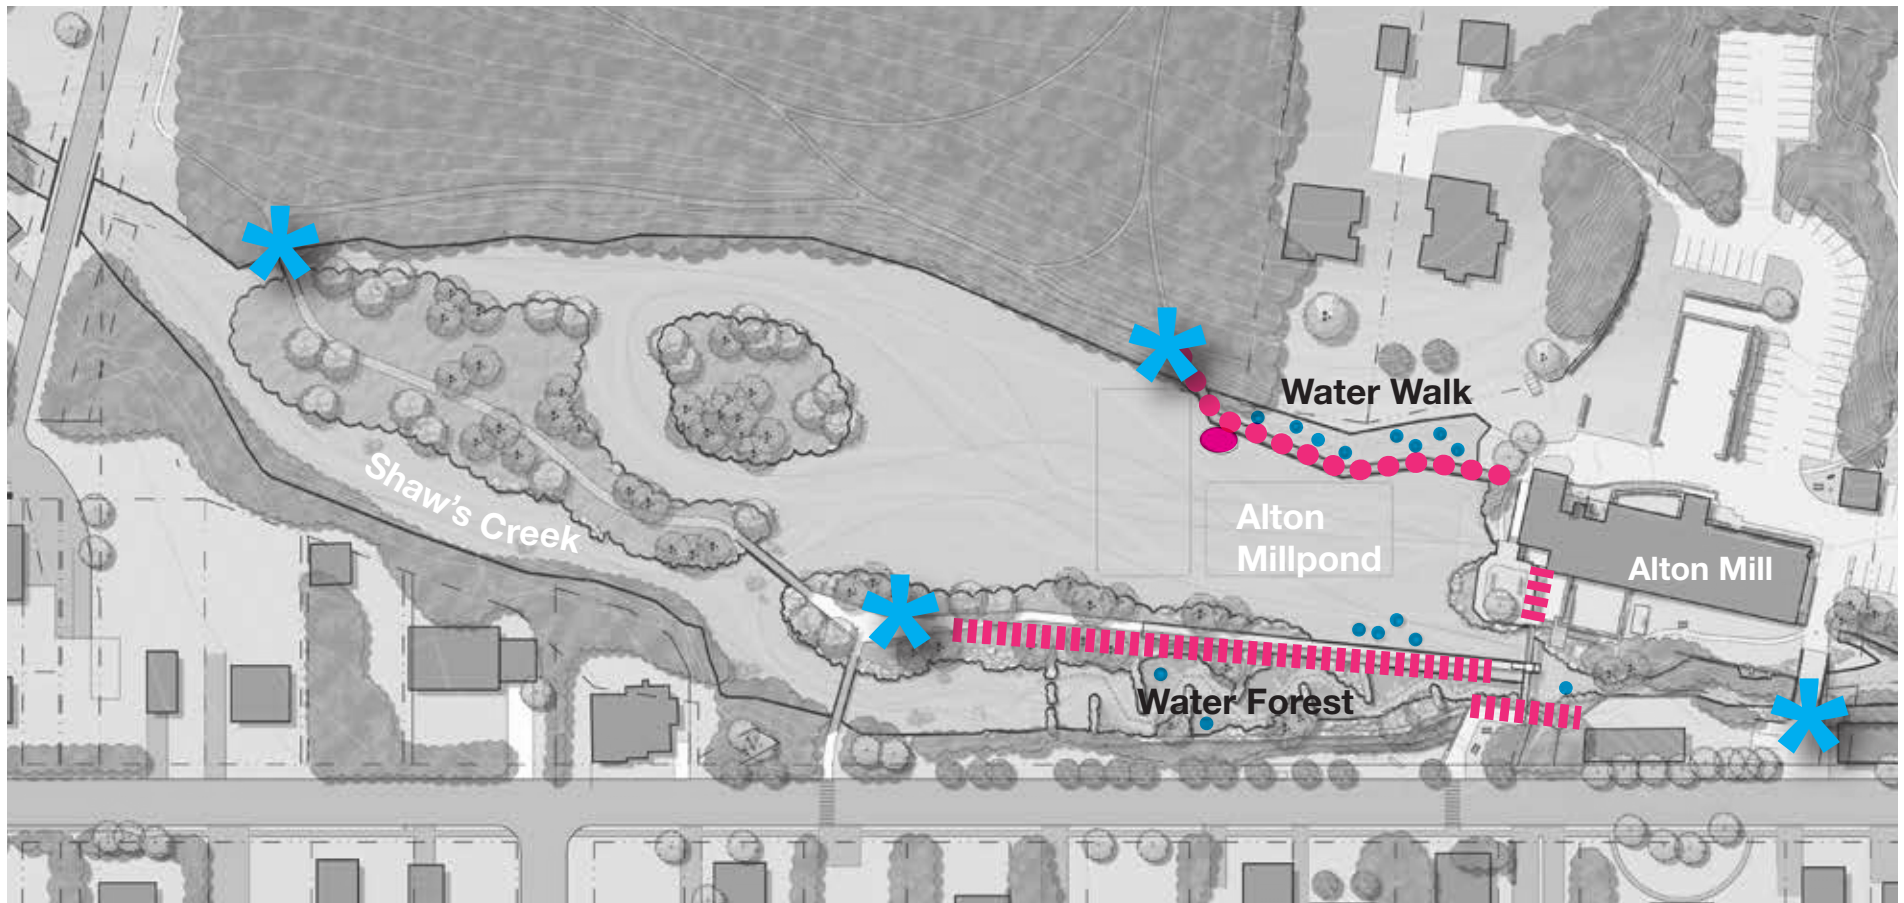 Water Walk
Shaw's Creek
Alton
Millpond
Alton Mill
Water Forest